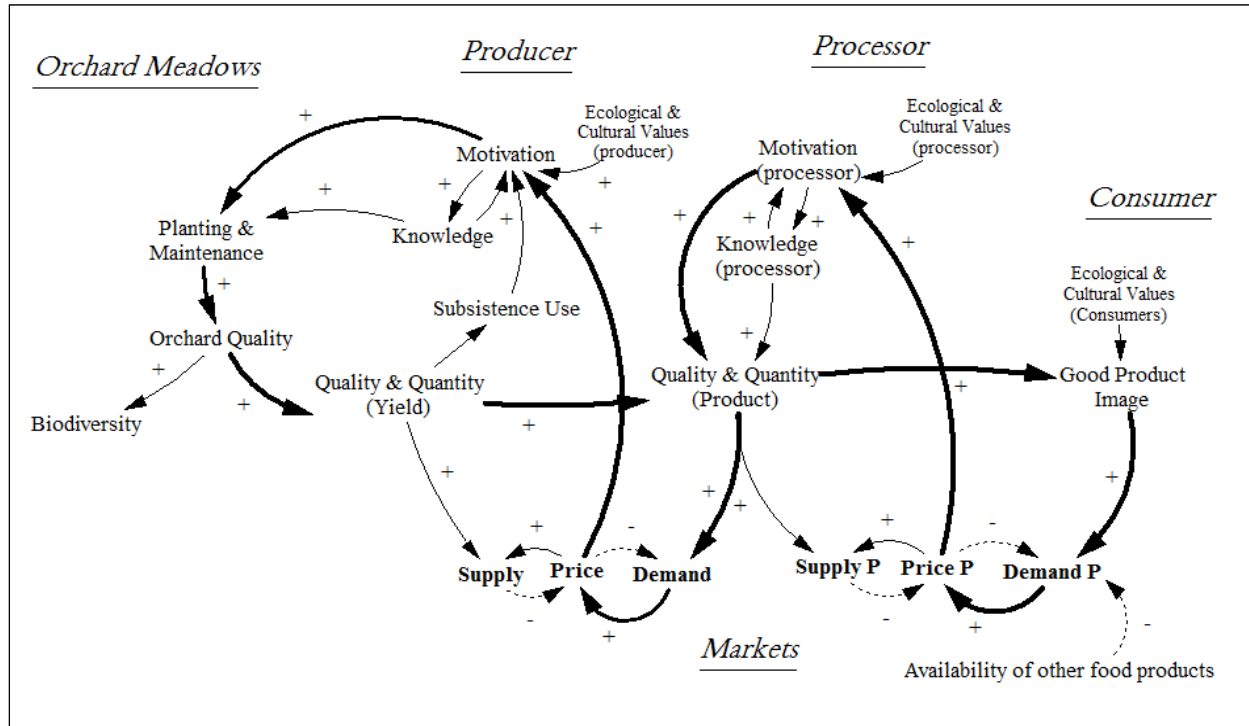 Orchard Meadows
Producer
Processor
Consumer
Markets
+
Motivation
Ecological &
Cultural Values
(producer)
+
+
+
+
+
Planting &
Maintenance
Knowledge
+
Subsistence Use
+
Orchard Quality
+
+
Biodiversity
Quality & Quantity
(Yield)
+
+
Motivation
(processor)
Ecological &
Cultural Values
(processor)
+
+
+
+
Knowledge
(processor)
+
Quality & Quantity
(Product)
+
Ecological &
Cultural Values
(Consumers)
Good Product
Image
+
+
+
+
-
Supply
Price
Demand
-
+
+
-
Supply P
Price P
Demand P
-
+
-
Availability of other food products